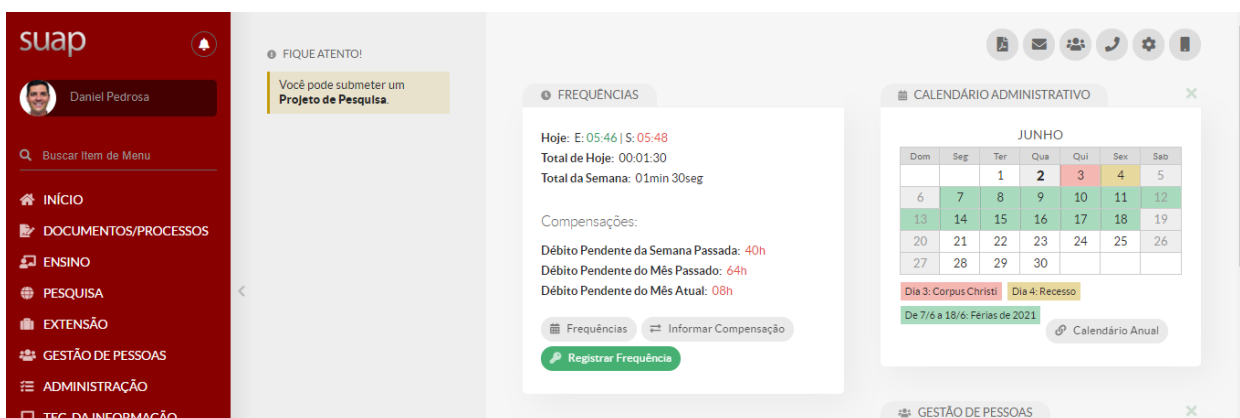 suap
Daniel Pedrosa
Buscar Item de Menu
INÍCIO
DOCUMENTOS/PROCESSOS
ENSINO
PESQUISA
EXTENSÃO
GESTÃO DE PESSOAS
ADMINISTRAÇÃO
TEC. DA INFORMAÇÃO
FIQUE ATENTO!
Você pode submeter um
Projeto de Pesquisa.
FREQUÊNCIAS
Hoje: E: 05:46 | S: 05:48
Total de Hoje: 00:01:30
Total da Semana: 01min 30seg
Compensações:
Débito Pendente da Semana Passada: 40h
Débito Pendente do Mês Passado: 64h
Débito Pendente do Mês Atual: 08h
Frequências Informar Compensação
Registrar Frequência
CALENDÁRIO ADMINISTRATIVO
JUNHO
Dom Seg Ter Qua Qui Sex Sab
1 2 3 4 5
6 7 8 9 10 11 12
13 14 15 16 17 18 19
20 21 22 23 24 25 26
27 28 29 30
Dia 3: Corpus Christi Dia 4: Recesso
De 7/6 a 18/6: Férias de 2021
Calendário Anual
GESTÃO DE PESSOAS